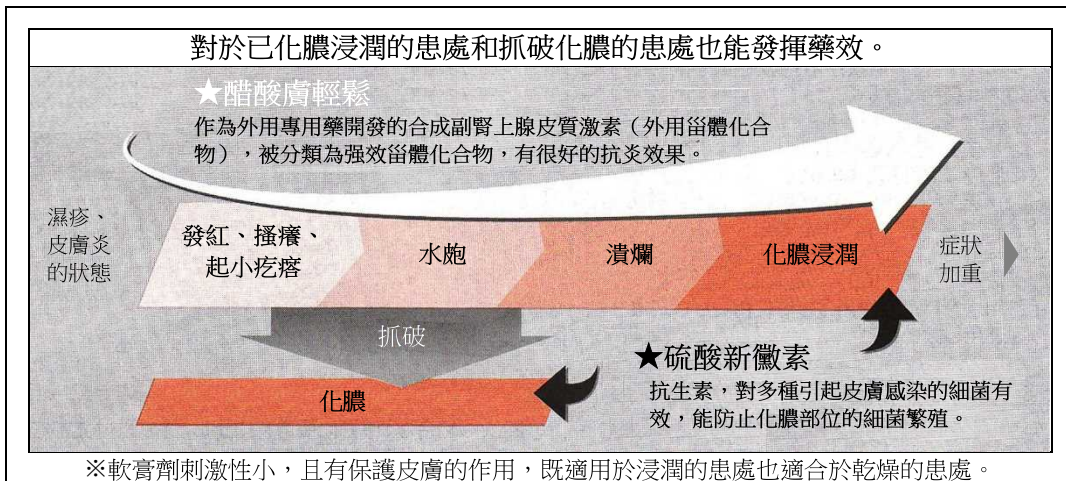 對於已化膿浸潤的患處和抓破化膿的患處也能發揮藥效。
★醋酸膚輕鬆
作為外用專用藥開發的合成副腎上腺皮質激素（外用甾體化合
物），被分類為强效甾體化合物，有很好的抗炎效果。
濕疹、
皮膚炎
的狀態
發紅、搔癢、
起小疙瘩
水皰
潰爛
化膿浸潤
症狀
加重
抓破
化膿
★硫酸新黴素
抗生素，對多種引起皮膚感染的細菌有
效，能防止化膿部位的細菌繁殖。
※軟膏劑刺激性小，且有保護皮膚的作用，既適用於浸潤的患處也適合於乾燥的患處。